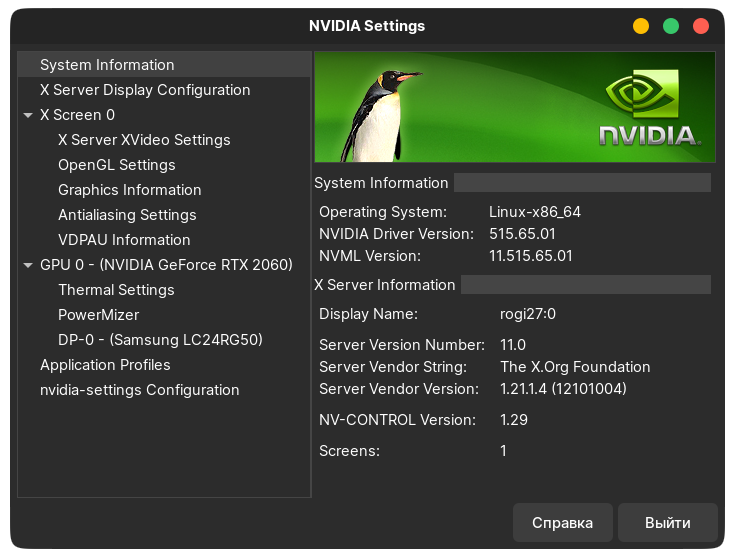 NVIDIA Settings
System Information
X Server Display Configuration
X Screen 0
X Server XVideo Settings
OpenGL Settings
Graphics Information
Antialiasing Settings
VDPAU Information
GPU 0 - (NVIDIA GeForce RTX 2060)
Thermal Settings
PowerMizer
DP-0 - (Samsung LC24RG50)
Application Profiles
nvidia-settings Configuration
NVIDIA.
System Information
Operating System: Linux-x86_64
NVIDIA Driver Version: 515.65.01
NVML Version: 11.515.65.01
X Server Information
Display Name: rogi27:0
Server Version Number: 11.0
Server Vendor String: The X.Org Foundation
Server Vendor Version: 1.21.1.4 (12101004)
NV-CONTROL Version: 1.29
Screens: 1
Справка Выйти